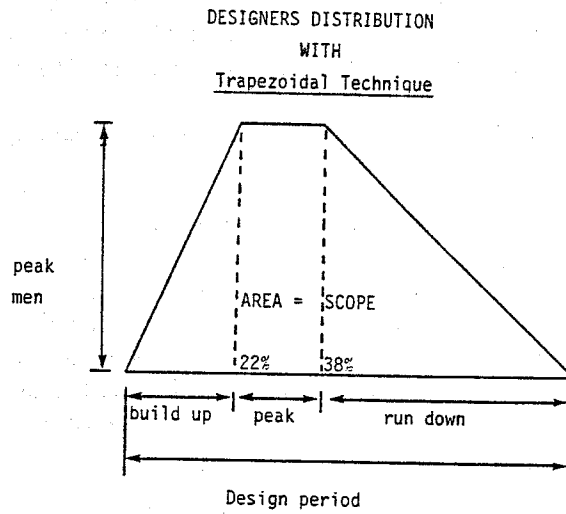 DESIGNERS DISTRIBUTION
WITH
Trapezoidal Technique
peak
men
AREA = SCOPE
22% 38%
build up peak run down
Design period